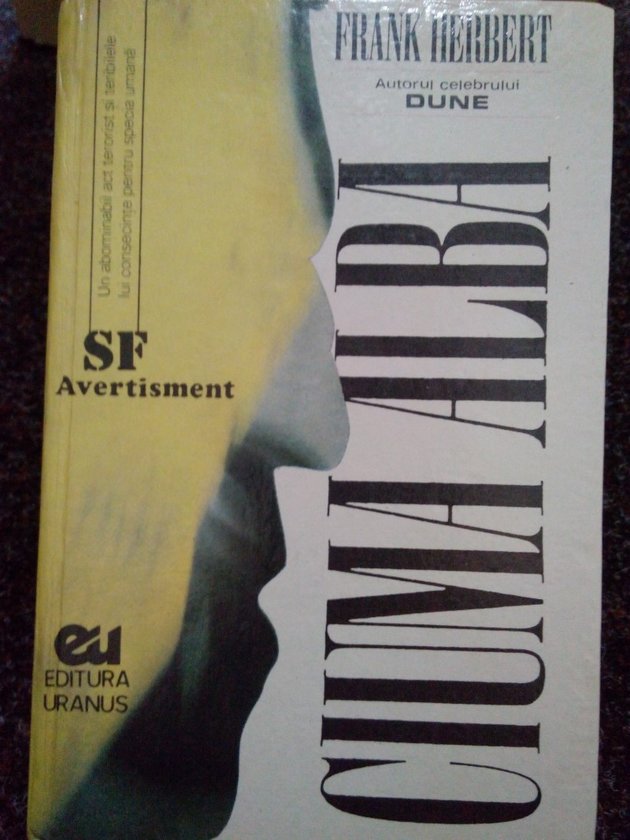 FRANK HERBERT
Autorul celebrului
DUNE
CIUMA ALBA
Un abominabil act terorist și teribilele
lui consecințe pentru specia umană
SF
Avertisment
eu
EDITURA
URANUS